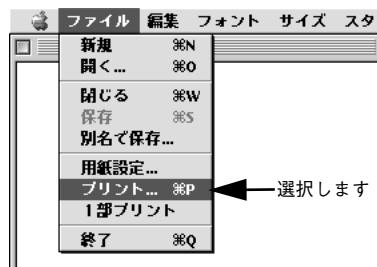 ファイル 編集 フォント サイズ スタ
新規 ⌘N
開く... ⌘O
閉じる ⌘W
保存 ⌘S
別名で保存...
用紙設定...
プリント... ⌘P 選択します
1部プリント
終了 ⌘Q